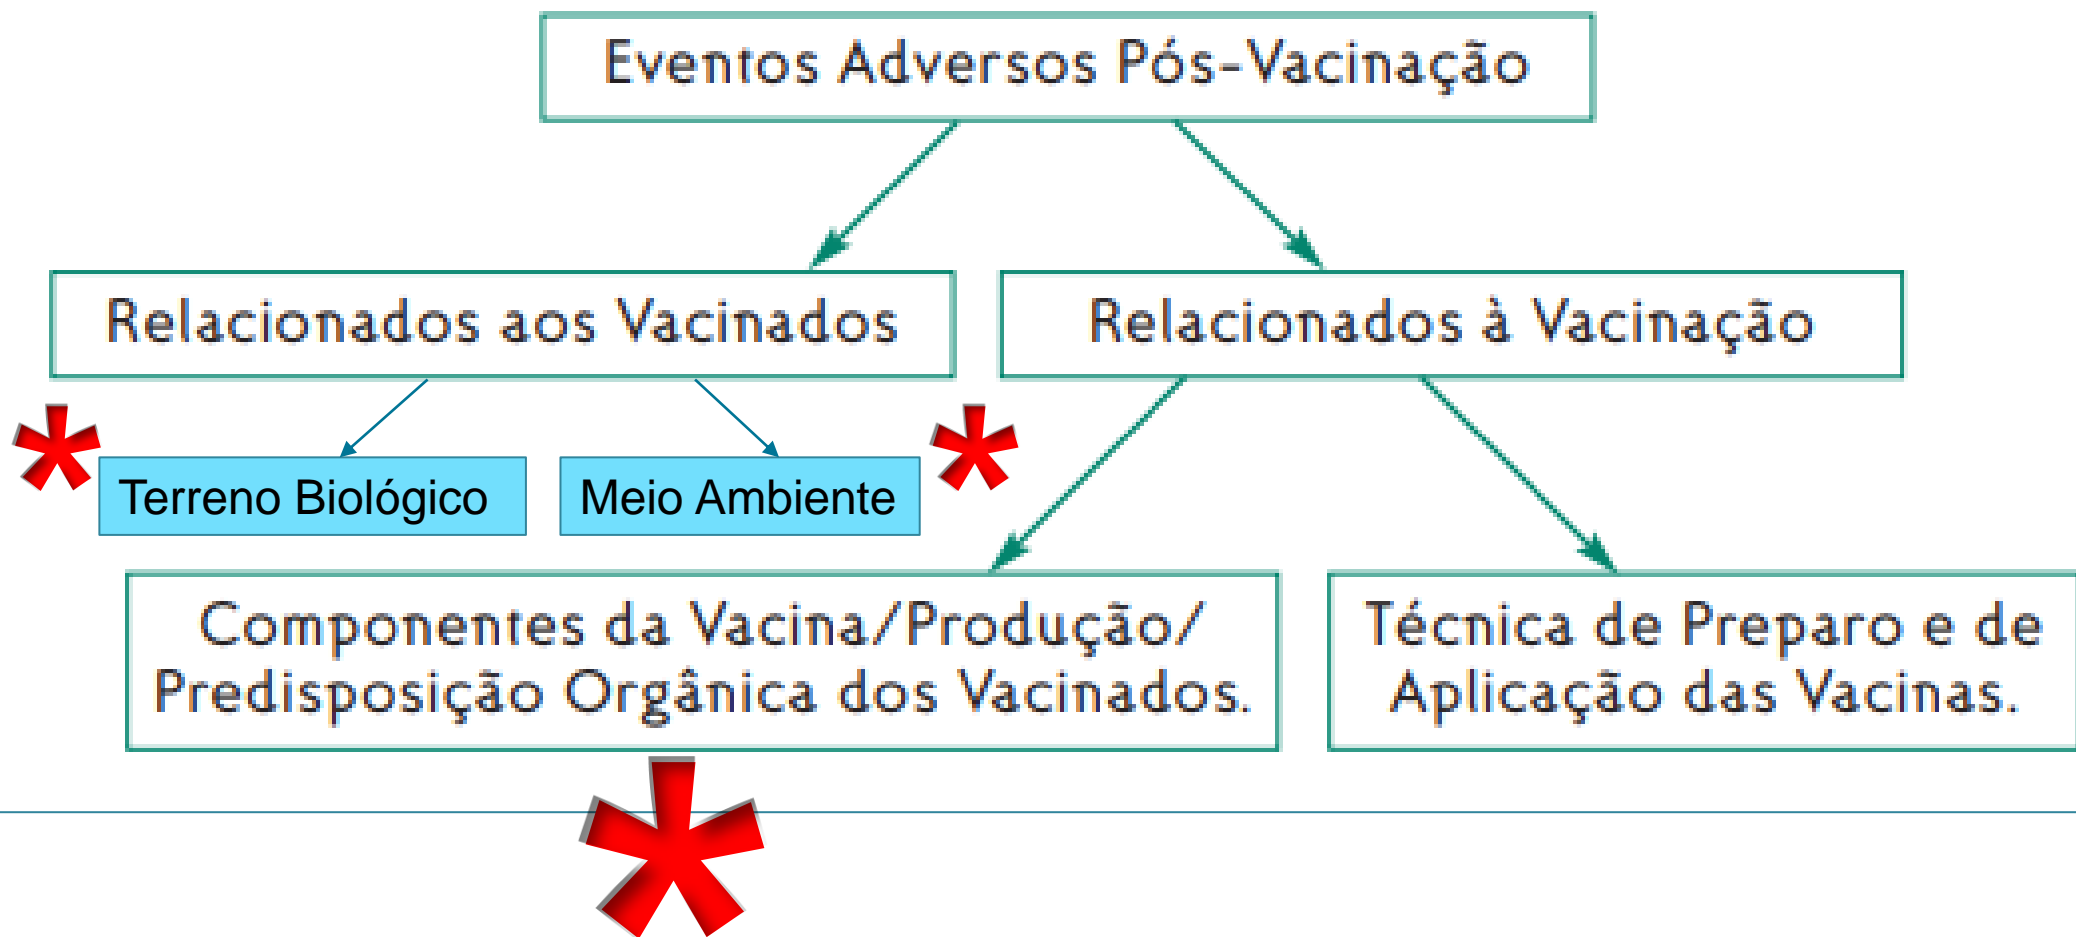 Eventos Adversos Pós-Vacinação
Relacionados aos Vacinados
Relacionados à Vacinação
*
*
Terreno Biológico
Meio Ambiente
Componentes da Vacina/Produção/
Predisposição Orgânica dos Vacinados.
Técnica de Preparo e de
Aplicação das Vacinas.
*